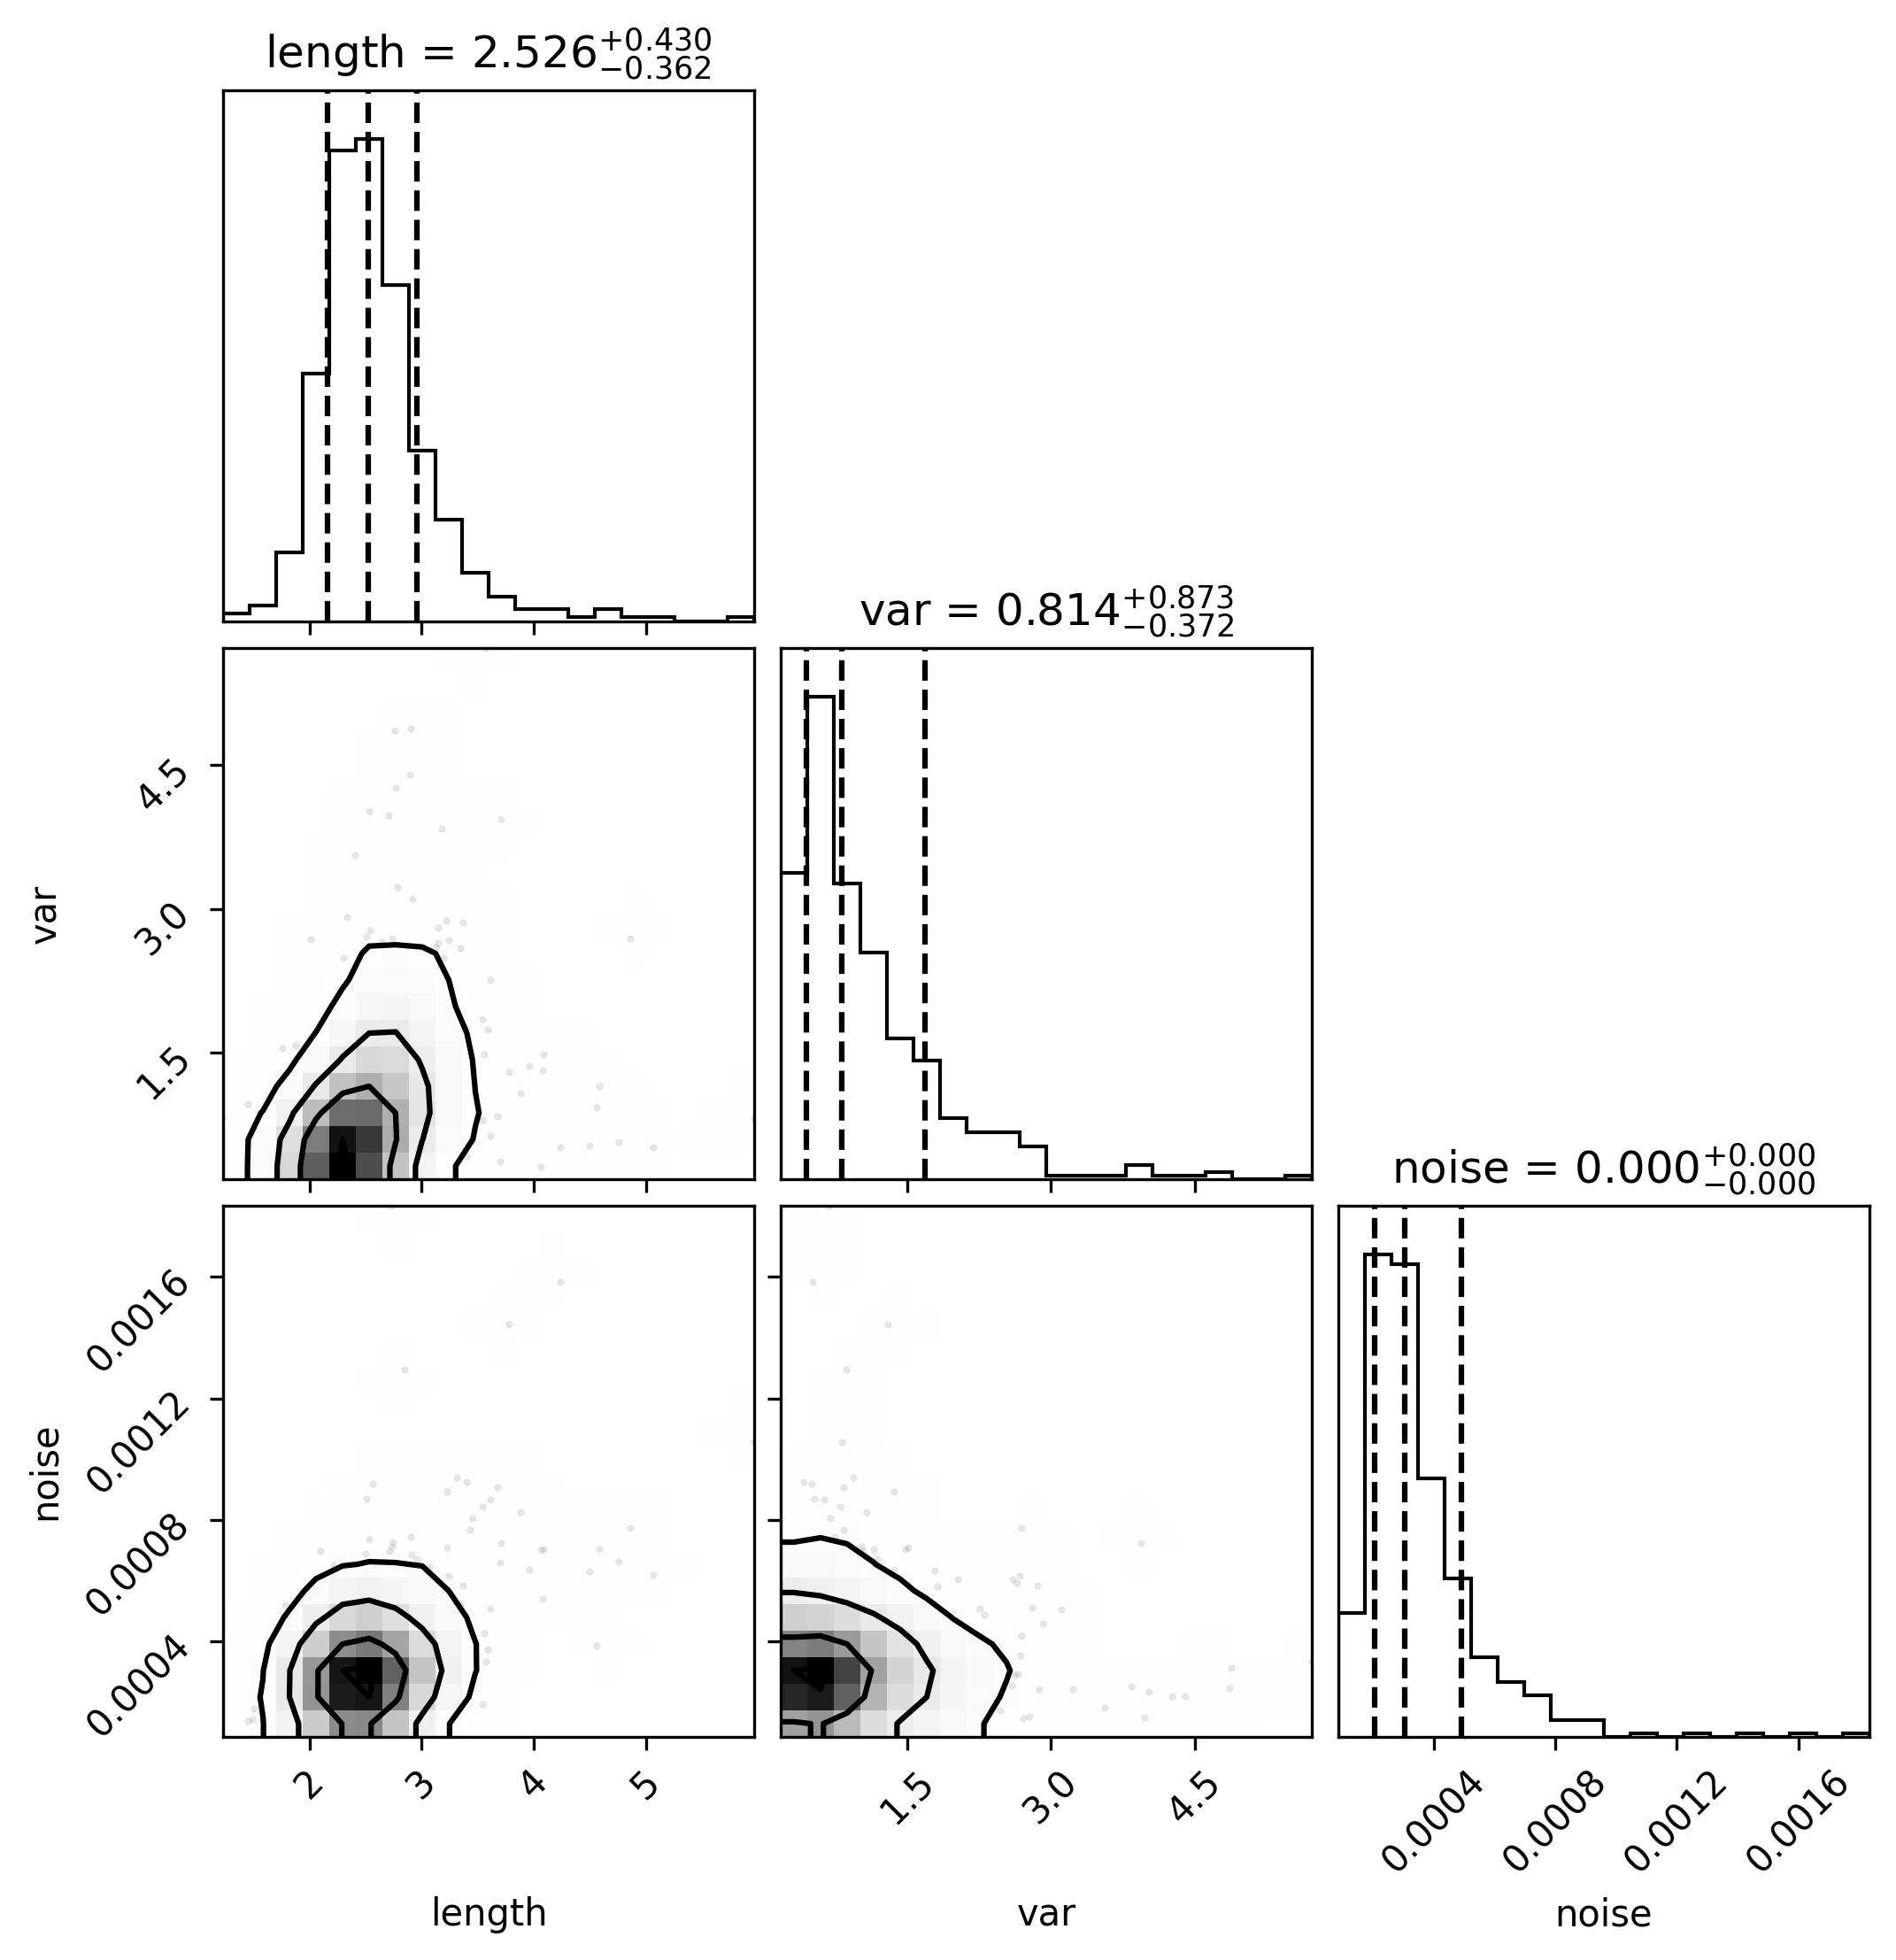 length = 2.526+0.430−0.362
var = 0.814+0.873−0.372
4.5
3.0
1.5
var
noise = 0.000+0.000−0.000
0.0016
0.0012
0.0008
0.0004
noise
2 3 4 5 1.5 3.0 4.5 0.0004 0.0008 0.0012 0.0016
length var noise